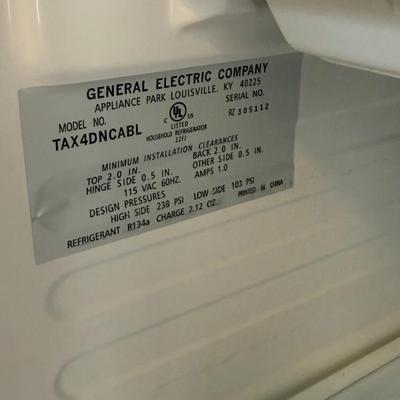 GENERAL ELECTRIC COMPANY
APPLIANCE PARK LOUISVILLE, KY 40225
MODEL NO. SERIAL NO.
TAX4DNCABL RZ 305112
C UL US
LISTED
HOUSEHOLD REFRIGERATOR
22FJ
MINIMUM INSTALLATION CLEARANCES
TOP 2.0 IN. BACK 2.0 IN.
HINGE SIDE 0.5 IN. OTHER SIDE 0.5 IN.
115 VAC 60HZ. AMPS 1.0
DESIGN PRESSURES
HIGH SIDE 238 PSI LOW SIDE 103 PSI
REFRIGERANT R134a CHARGE 2.12 OZ. PRINTED IN CHINA